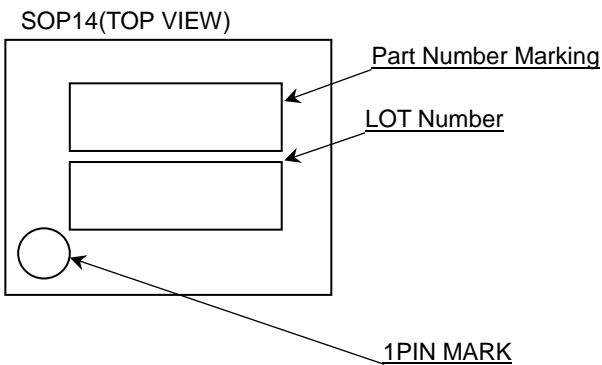 SOP14(TOP VIEW)
Part Number Marking
LOT Number
1PIN MARK